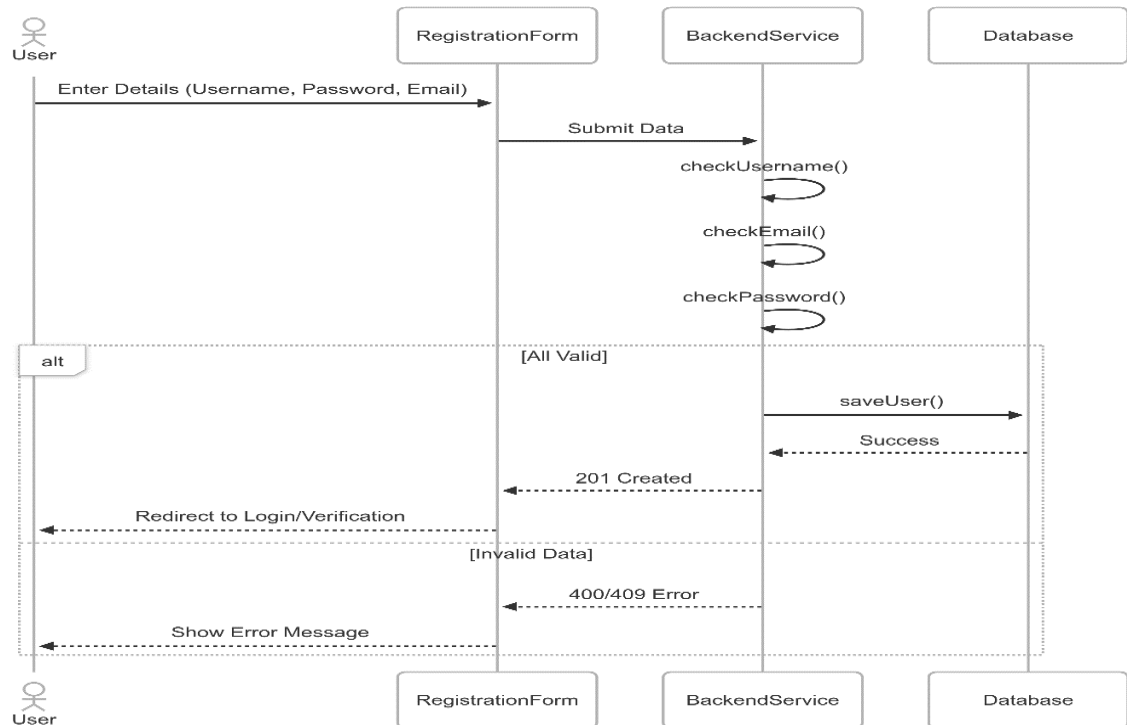 User
RegistrationForm
BackendService
Database
Enter Details (Username, Password, Email)
Submit Data
checkUsername()
checkEmail()
checkPassword()
alt
[All Valid]
saveUser()
Success
201 Created
Redirect to Login/Verification
[Invalid Data]
400/409 Error
Show Error Message
User
RegistrationForm
BackendService
Database